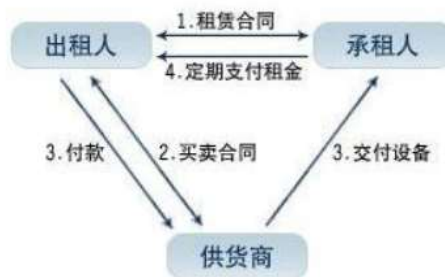 1.租赁合同
出租人
承租人
4.定期支付租金
3.付款
2.买卖合同
3.交付设备
供货商